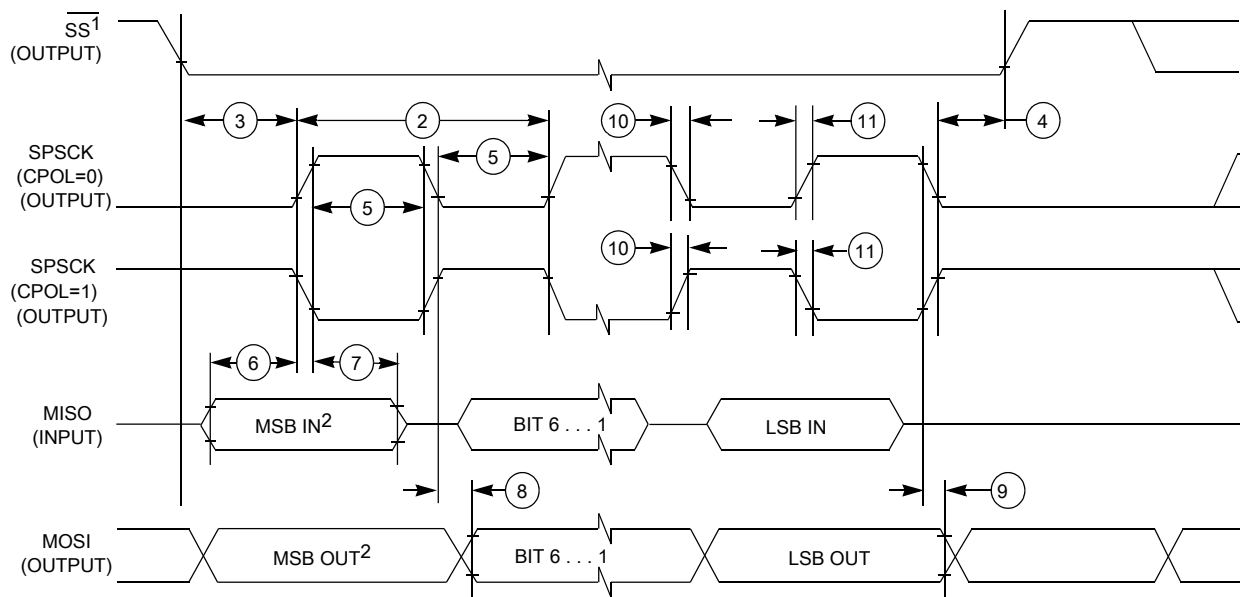 SS¹
(OUTPUT)
3
2
10
11
4
SPSCK
(CPOL=0)
(OUTPUT)
5
5
SPSCK
(CPOL=1)
(OUTPUT)
10
11
6
7
MISO
(INPUT)
MSB IN²
BIT 6 . . . 1
LSB IN
8
9
MOSI
(OUTPUT)
MSB OUT²
BIT 6 . . . 1
LSB OUT